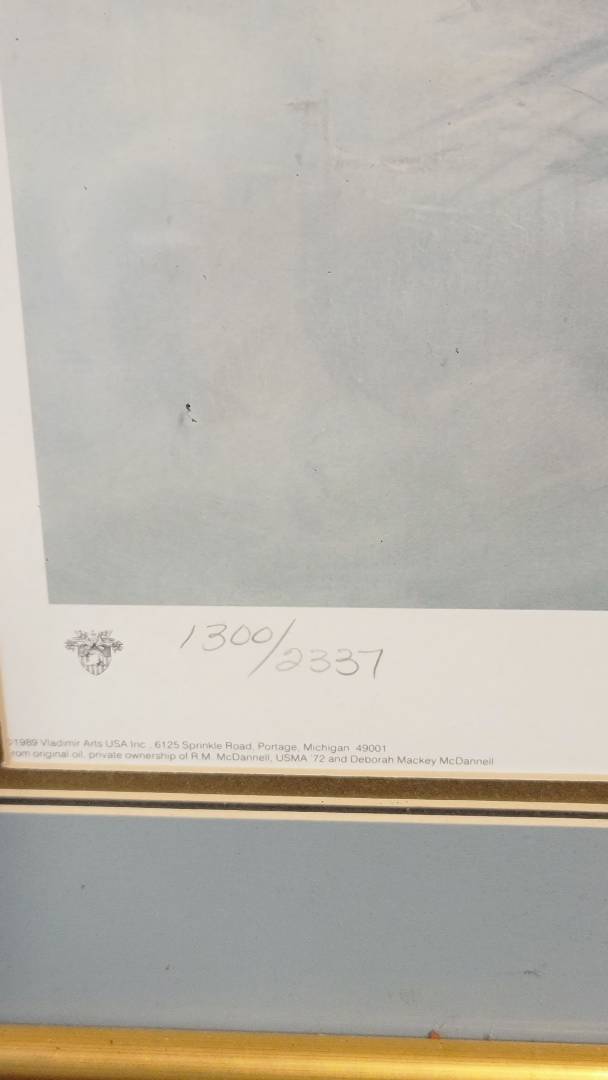 1300/2337
©1989 Vladimir Arts USA Inc., 6125 Sprinkle Road, Portage, Michigan 49001
from original oil, private ownership of R.M. McDannell, USMA '72 and Deborah Mackey McDannell